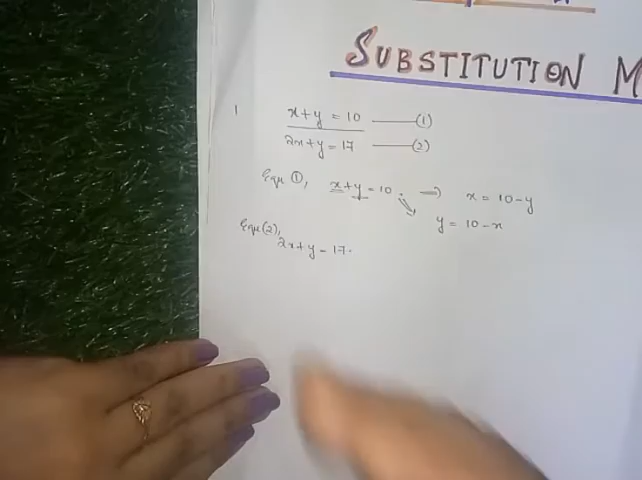 SUBSTITUTION M
1
x+y = 10 —— (1)
2x+y = 17 —— (2)
Equ ①, x+y = 10. ⇒ x = 10-y
y = 10-x
Equ(2),
2x+y = 17.